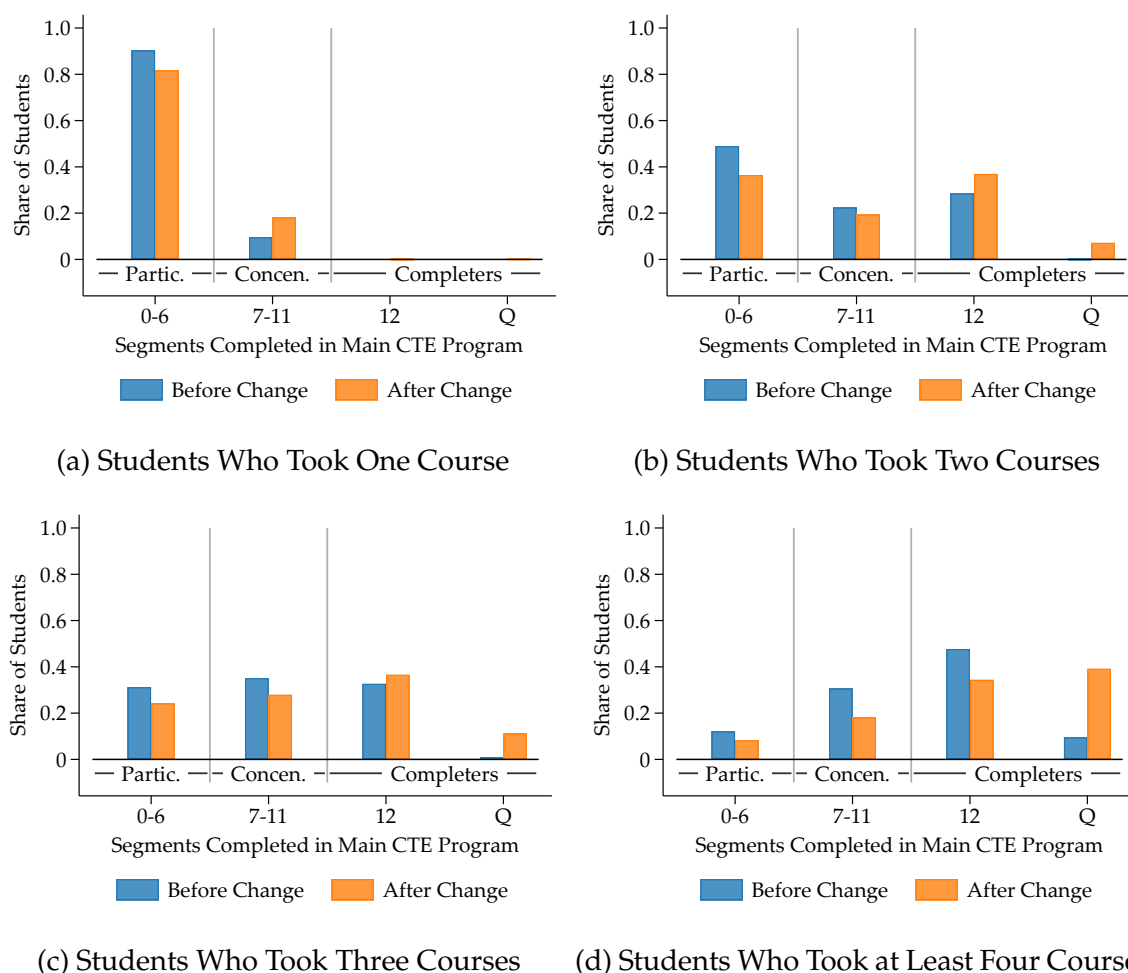 1.0
0.8
0.6
0.4
0.2
0
Share of Students
Partic. Concen. Completers
0-6 7-11 12 Q
Segments Completed in Main CTE Program
Before Change After Change
(a) Students Who Took One Course
1.0
0.8
0.6
0.4
0.2
0
Share of Students
Partic. Concen. Completers
0-6 7-11 12 Q
Segments Completed in Main CTE Program
Before Change After Change
(b) Students Who Took Two Courses
1.0
0.8
0.6
0.4
0.2
0
Share of Students
Partic. Concen. Completers
0-6 7-11 12 Q
Segments Completed in Main CTE Program
Before Change After Change
(c) Students Who Took Three Courses
1.0
0.8
0.6
0.4
0.2
0
Share of Students
Partic. Concen. Completers
0-6 7-11 12 Q
Segments Completed in Main CTE Program
Before Change After Change
(d) Students Who Took at Least Four Course